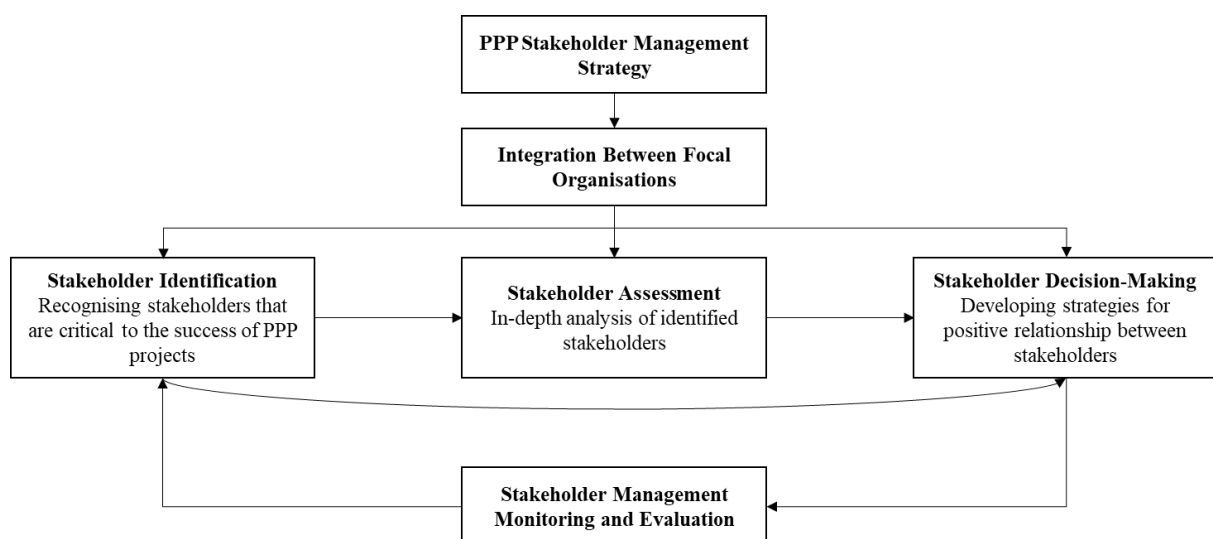 PPP Stakeholder Management
Strategy
Integration Between Focal
Organisations
Stakeholder Identification
Recognising stakeholders that
are critical to the success of PPP
projects
Stakeholder Assessment
In-depth analysis of identified
stakeholders
Stakeholder Decision-Making
Developing strategies for
positive relationship between
stakeholders
Stakeholder Management
Monitoring and Evaluation